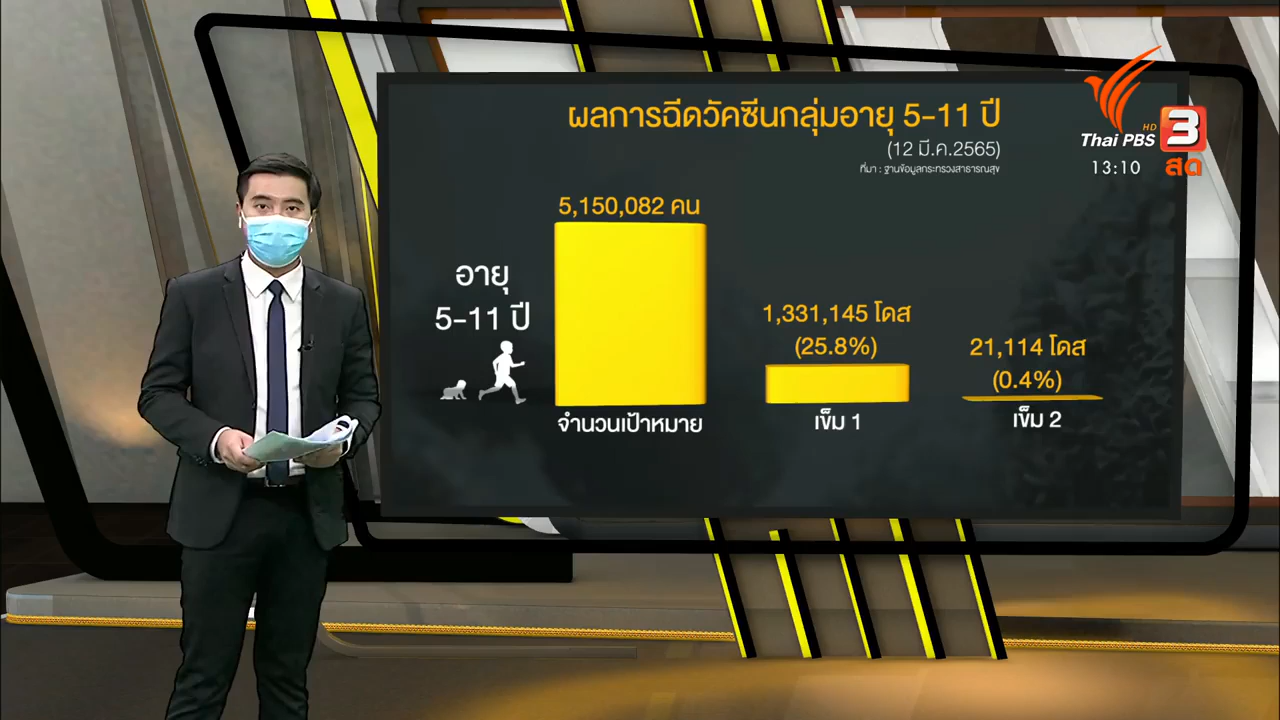 ผลการฉีดวัคซีนกลุ่มอายุ 5-11 ปี
(12 มี.ค.2565)
ที่มา : ฐานข้อมูลกระทรวงสาธารณสุข
HD
Thai PBS 3
13:10 สด
5,150,082 คน
อายุ
5-11 ปี
1,331,145 โดส
(25.8%)
21,114 โดส
(0.4%)
จำนวนเป้าหมาย
เข็ม 1
เข็ม 2